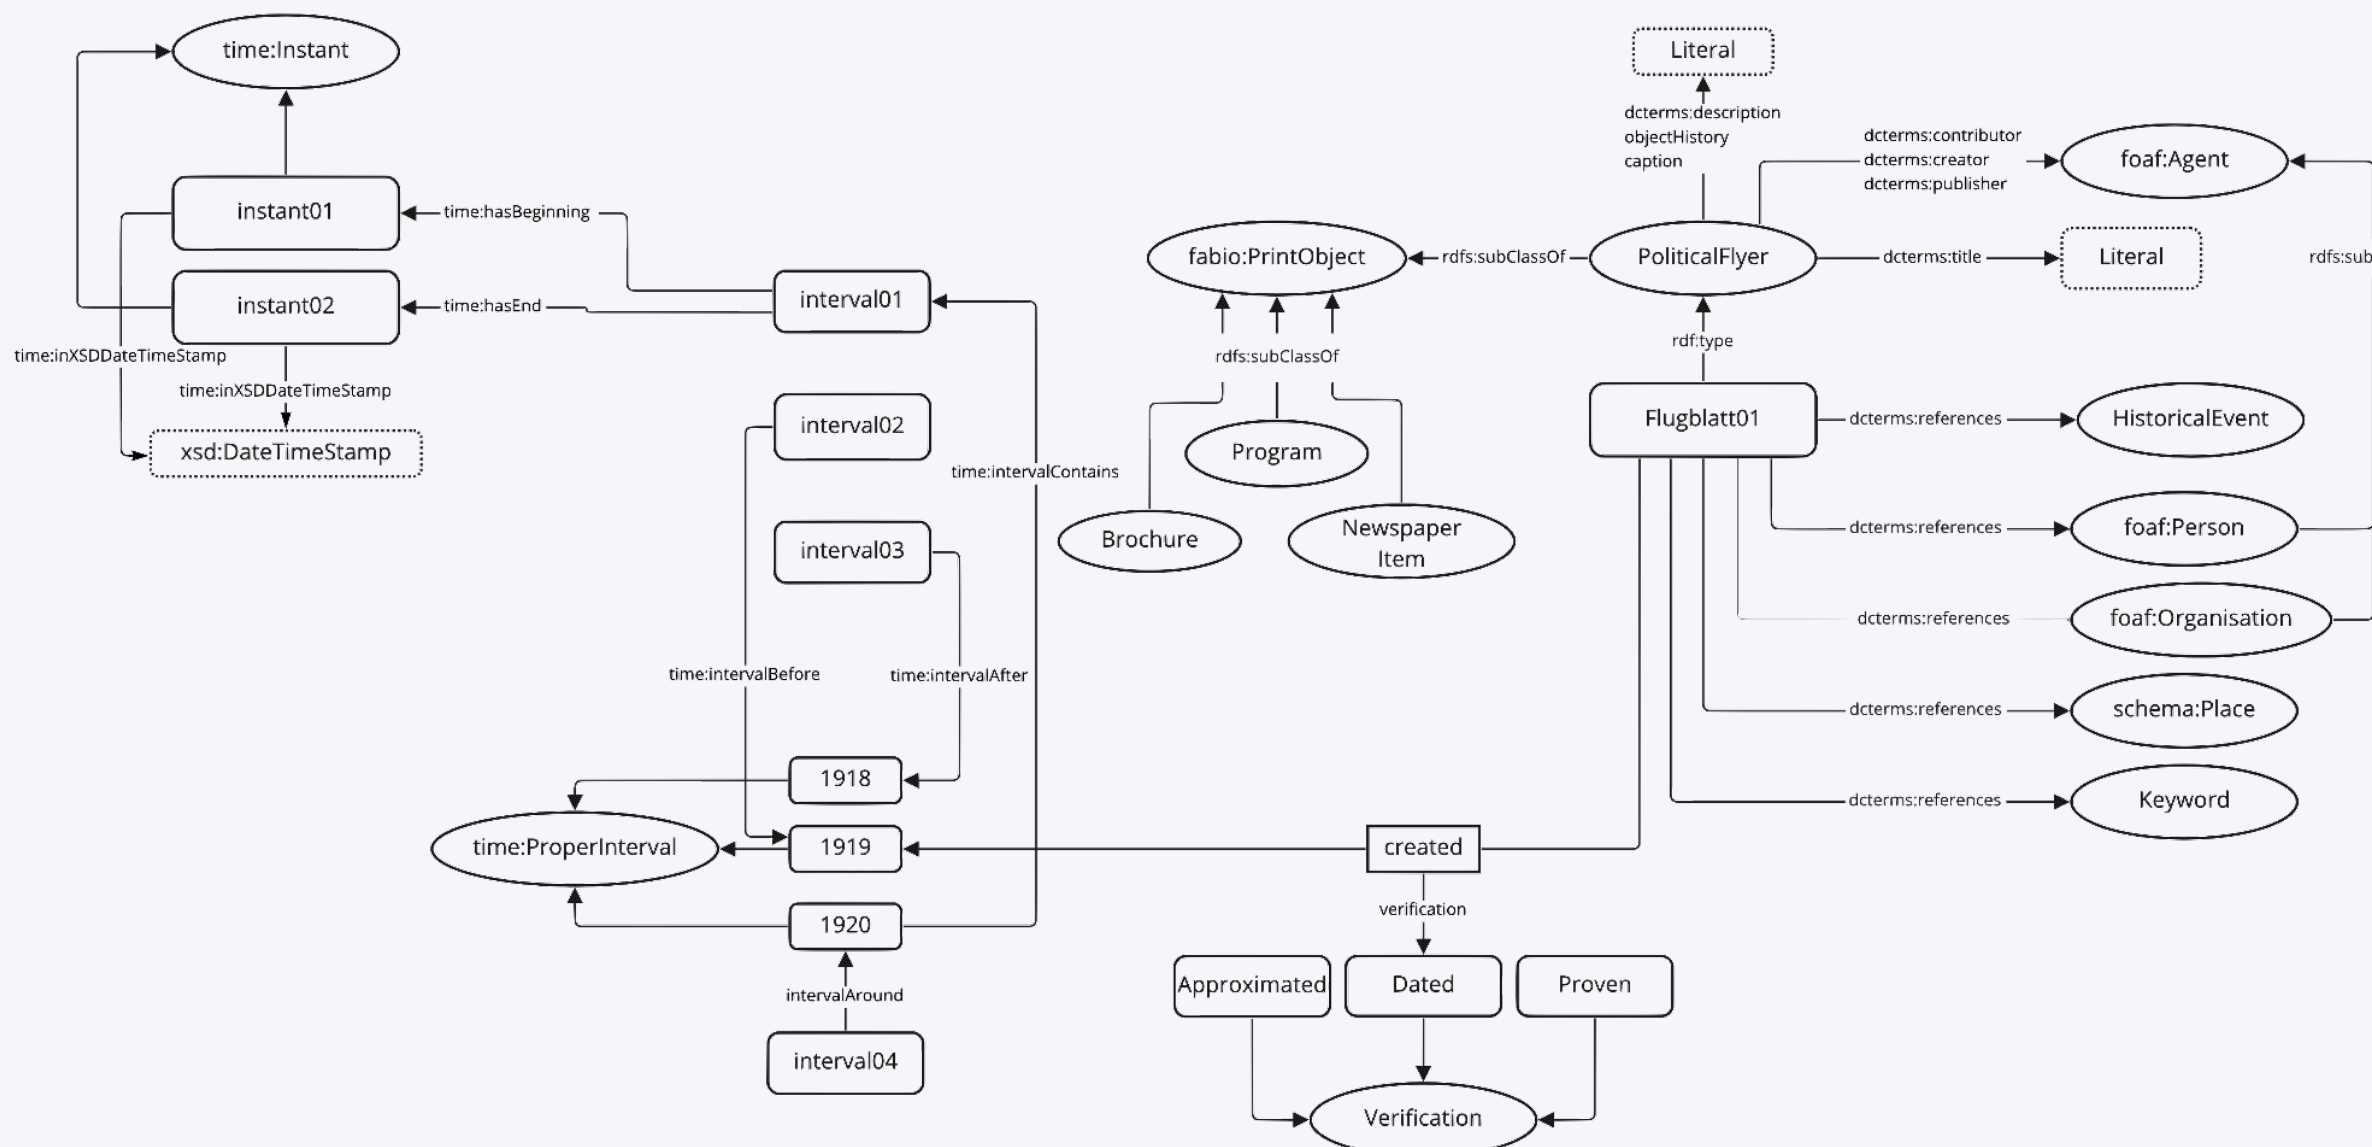 time:Instant
Literal
dcterms:description
objectHistory
caption
dcterms:contributor
dcterms:creator
dcterms:publisher
foaf:Agent
instant01
time:hasBeginning
fabio:PrintObject
rdfs:subClassOf
PoliticalFlyer
dcterms:title
Literal
rdfs:sub
instant02
time:hasEnd
interval01
time:inXSDDateTimeStamp
rdfs:subClassOf
rdf:type
time:inXSDDateTimeStamp
xsd:DateTimeStamp
interval02
time:intervalContains
Program
Flugblatt01
dcterms:references
HistoricalEvent
interval03
Brochure
Newspaper
Item
dcterms:references
foaf:Person
dcterms:references
foaf:Organisation
time:intervalBefore
time:intervalAfter
dcterms:references
schema:Place
1918
dcterms:references
Keyword
time:ProperInterval
1919
created
1920
verification
intervalAround
Approximated
Dated
Proven
interval04
Verification